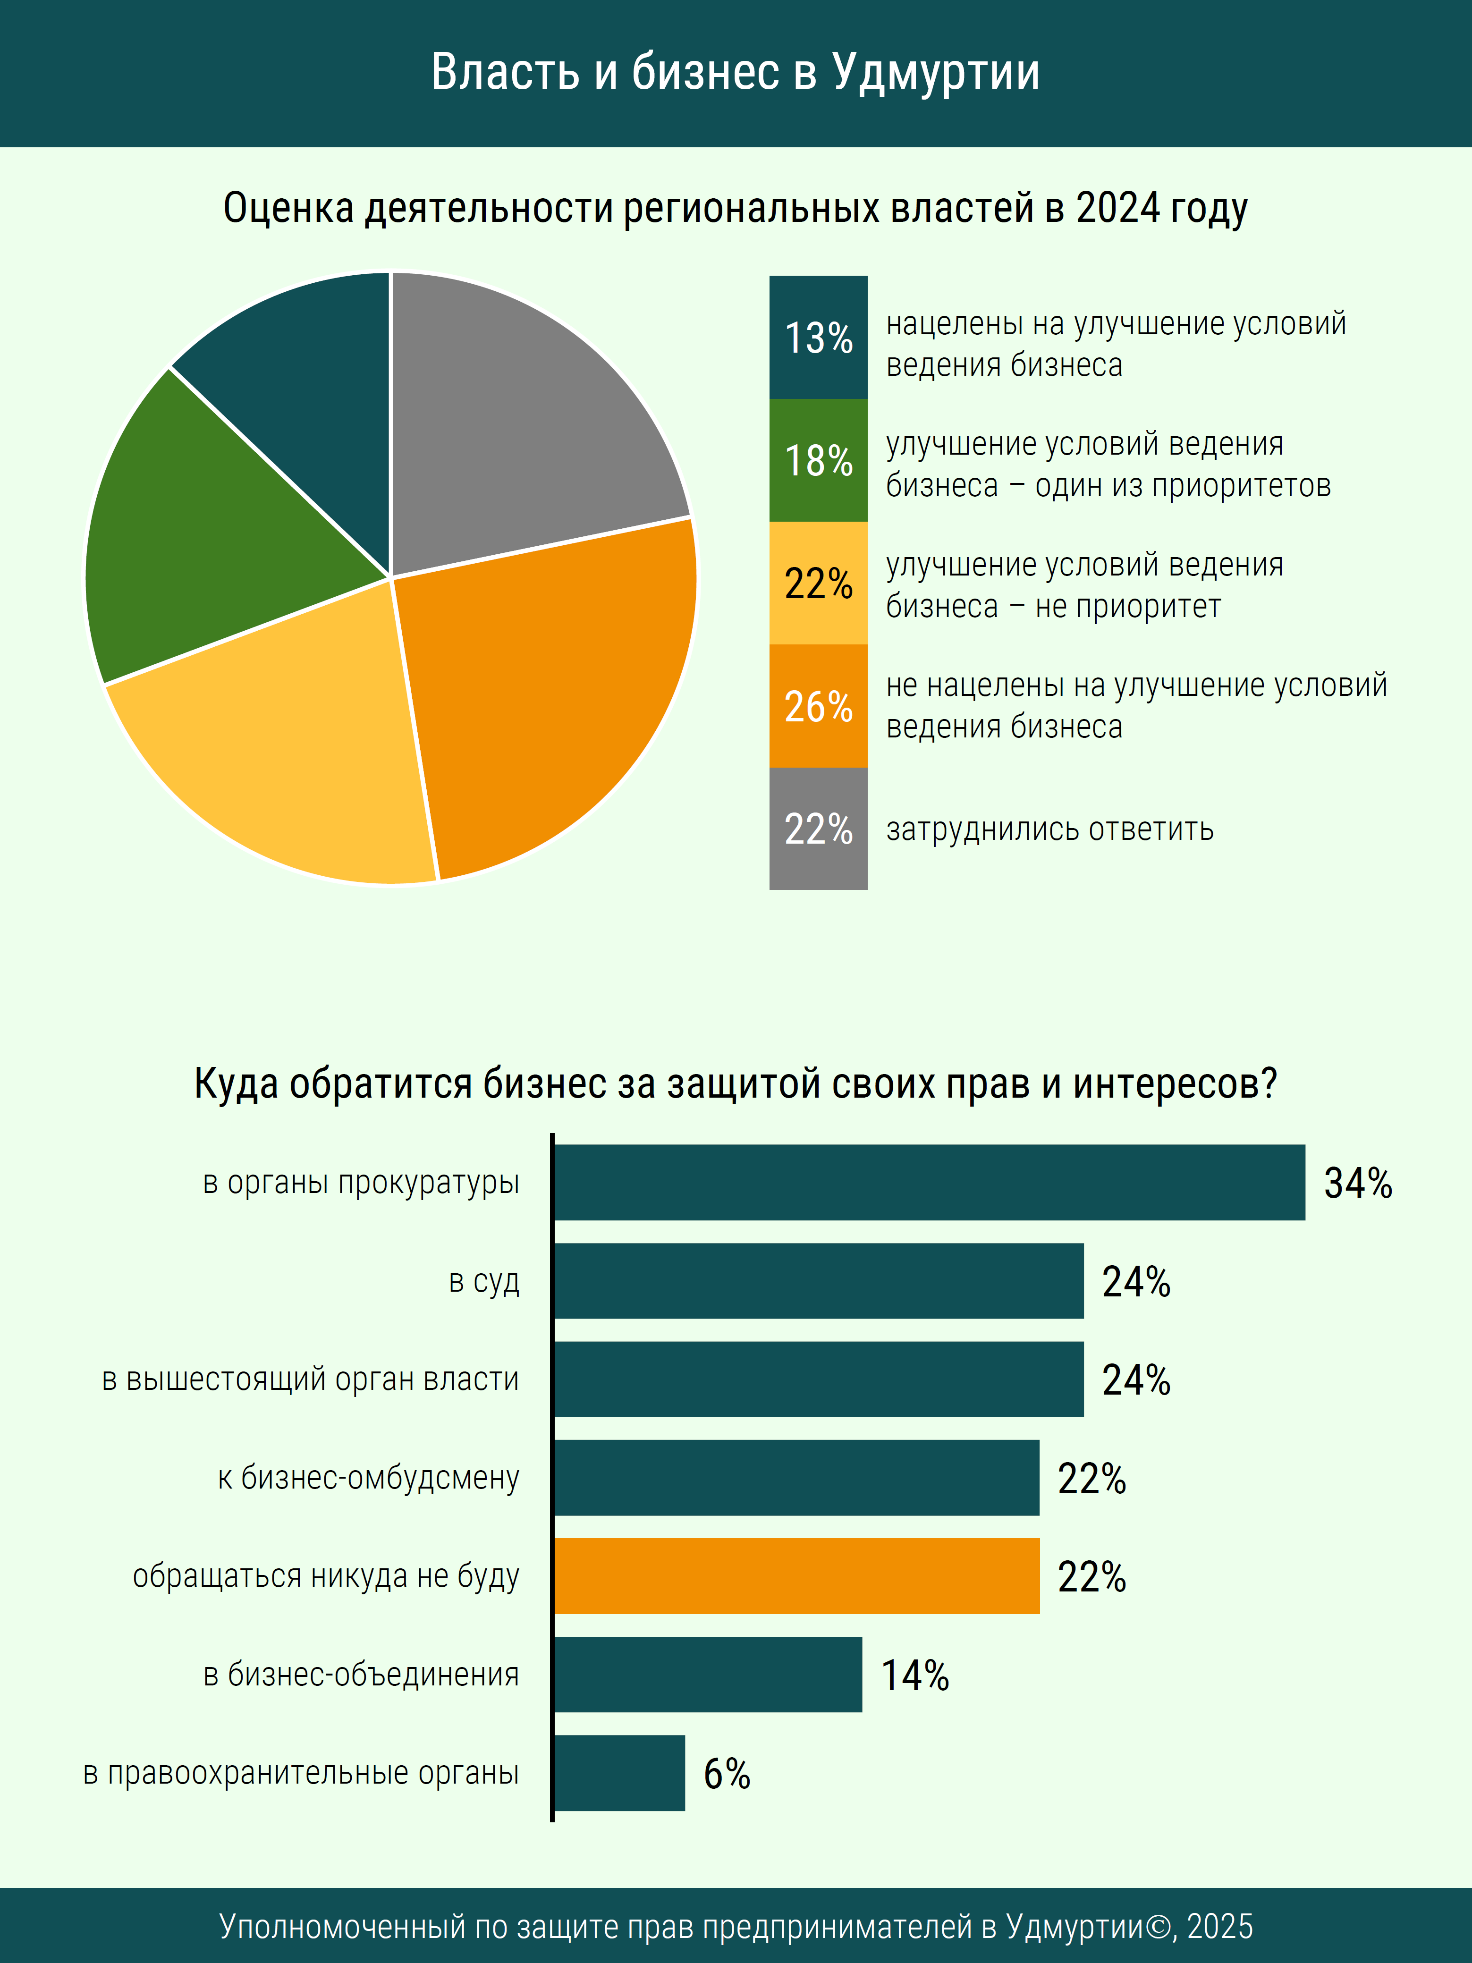 Власть и бизнес в Удмуртии
Оценка деятельности региональных властей в 2024 году
13%
нацелены на улучшение условий
ведения бизнеса
18%
улучшение условий ведения
бизнеса – один из приоритетов
22%
улучшение условий ведения
бизнеса – не приоритет
26%
не нацелены на улучшение условий
ведения бизнеса
22%
затруднились ответить
Куда обратится бизнес за защитой своих прав и интересов?
в органы прокуратуры 34%
в суд 24%
в вышестоящий орган власти 24%
к бизнес-омбудсмену 22%
обращаться никуда не буду 22%
в бизнес-объединения 14%
в правоохранительные органы 6%
Уполномоченный по защите прав предпринимателей в Удмуртии©, 2025